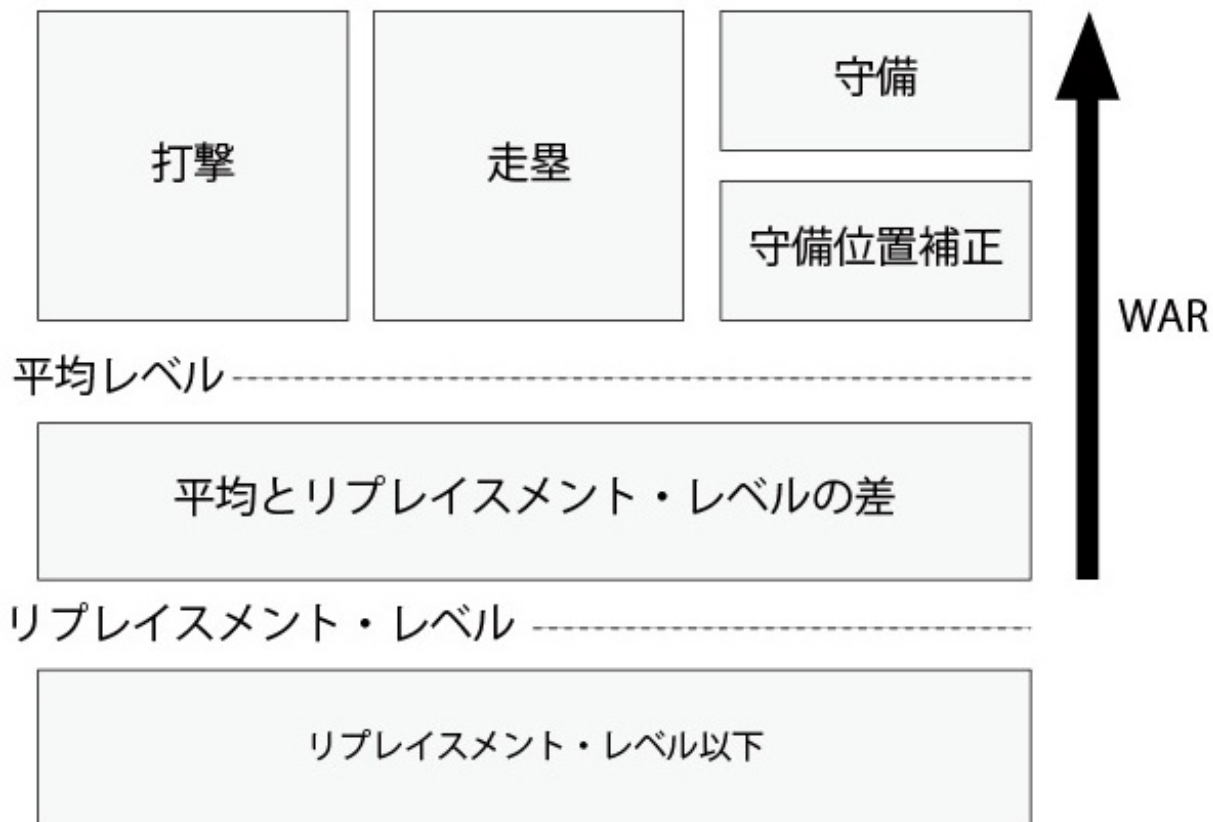 打撃
走塁
守備
守備位置補正
WAR
平均レベル
平均とリプレイスメント・レベルの差
リプレイスメント・レベル
リプレイスメント・レベル以下